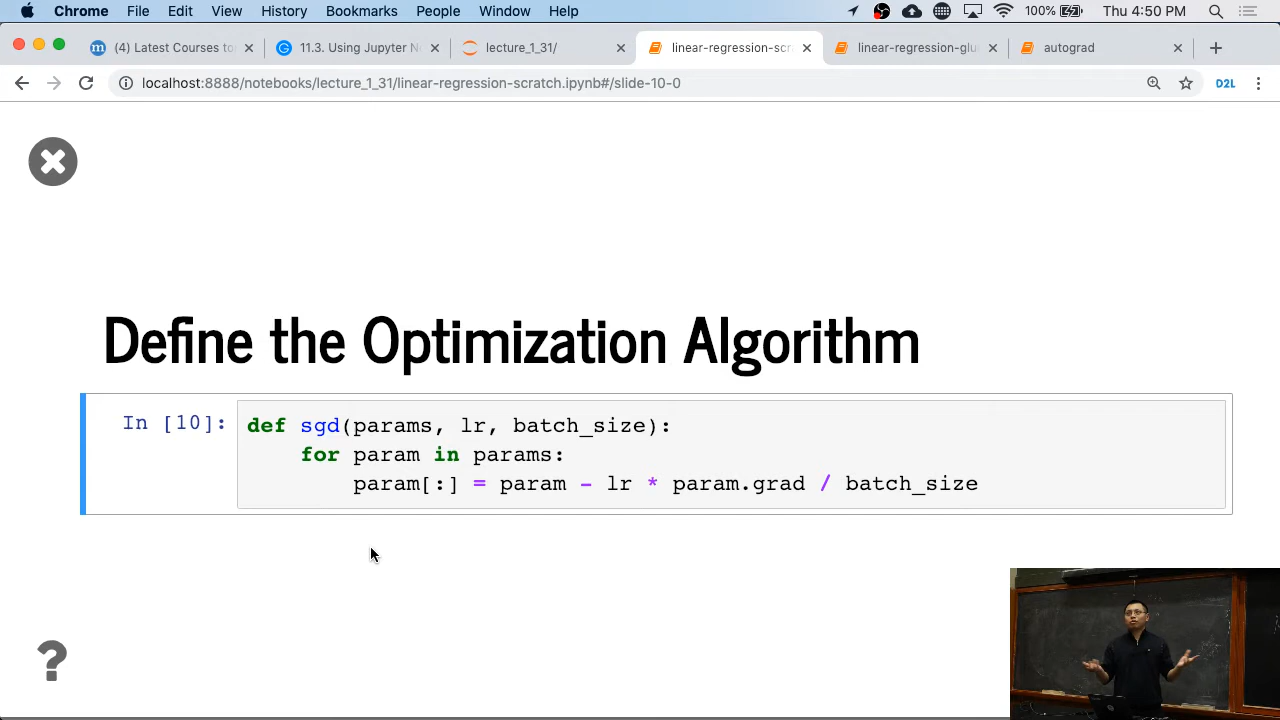 Chrome File Edit View History Bookmarks People Window Help 100% Thu 4:50 PM
(4) Latest Courses to 11.3. Using Jupyter N lecture_1_31/ linear-regression-scr linear-regression-glu autograd
localhost:8888/notebooks/lecture_1_31/linear-regression-scratch.ipynb#/slide-10-0 D2L
Define the Optimization Algorithm
In [10]: def sgd(params, lr, batch_size):
for param in params:
param[:] = param - lr * param.grad / batch_size
?